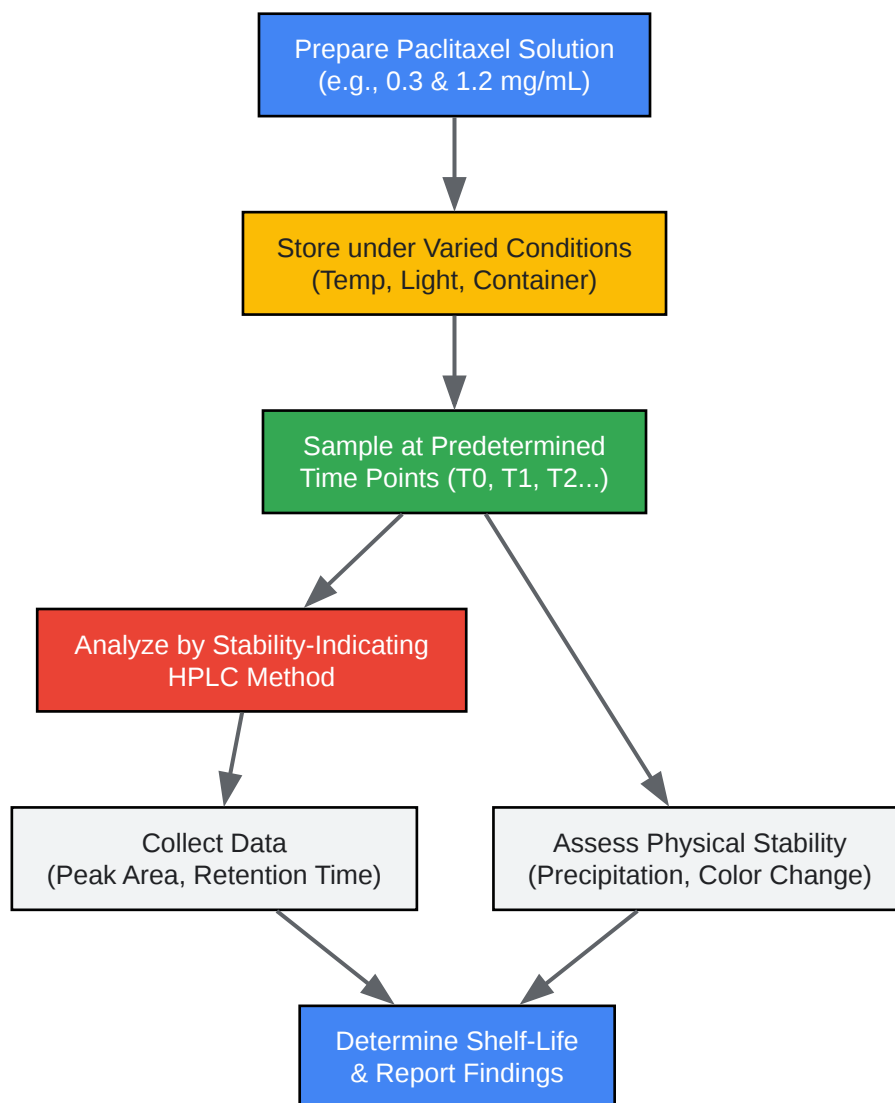 Prepare Paclitaxel Solution
(e.g., 0.3 & 1.2 mg/mL)
Store under Varied Conditions
(Temp, Light, Container)
Sample at Predetermined
Time Points (T0, T1, T2...)
Analyze by Stability-Indicating
HPLC Method
Collect Data
(Peak Area, Retention Time)
Assess Physical Stability
(Precipitation, Color Change)
Determine Shelf-Life
& Report Findings